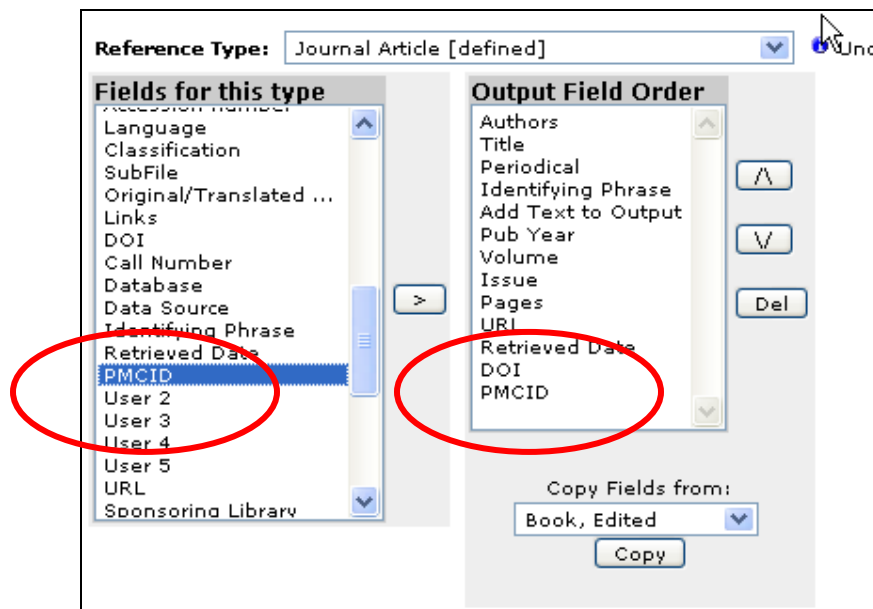 Reference Type: Journal Article [defined] Unc
Fields for this type
Accession Number
Language
Classification
SubFile
Original/Translated ...
Links
DOI
Call Number
Database
Data Source
Identifying Phrase
Retrieved Date
PMCID
User 2
User 3
User 4
User 5
URL
Sponsoring Library
>
Output Field Order
Authors
Title
Periodical
Identifying Phrase
Add Text to Output
Pub Year
Volume
Issue
Pages
URL
Retrieved Date
DOI
PMCID
/\
\/
Del
Copy Fields from:
Book, Edited
Copy